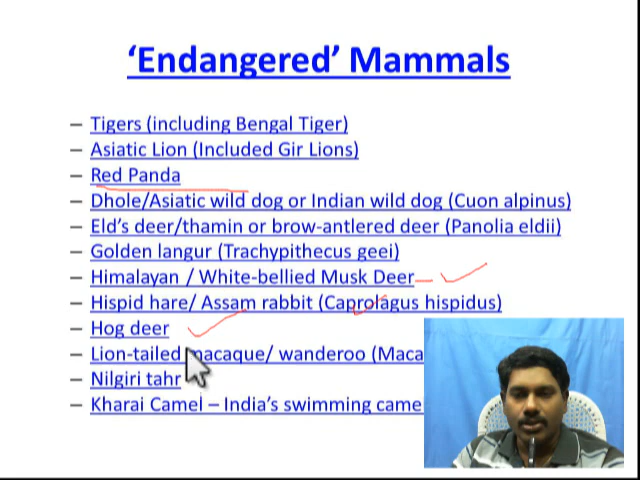 ‘Endangered’ Mammals
– Tigers (including Bengal Tiger)
– Asiatic Lion (Included Gir Lions)
– Red Panda
– Dhole/Asiatic wild dog or Indian wild dog (Cuon alpinus)
– Eld's deer/thamin or brow-antlered deer (Panolia eldii)
– Golden langur (Trachypithecus geei)
– Himalayan / White-bellied Musk Deer
– Hispid hare/ Assam rabbit (Caprolagus hispidus)
– Hog deer
– Lion-tailed macaque/ wanderoo (Maca
– Nilgiri tahr
– Kharai Camel – India's swimming came